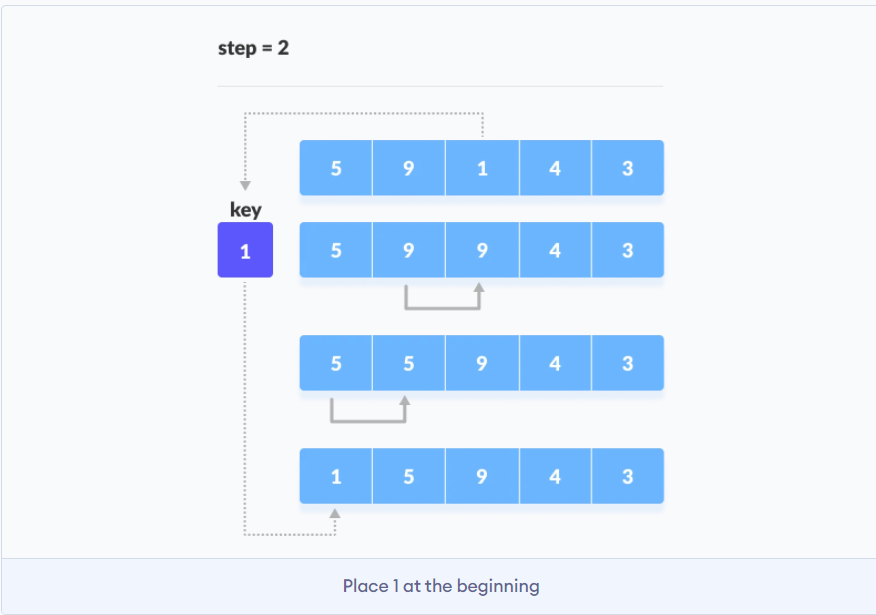 step = 2
5 9 1 4 3
key
1 5 9 9 4 3
5 5 9 4 3
1 5 9 4 3
Place 1 at the beginning